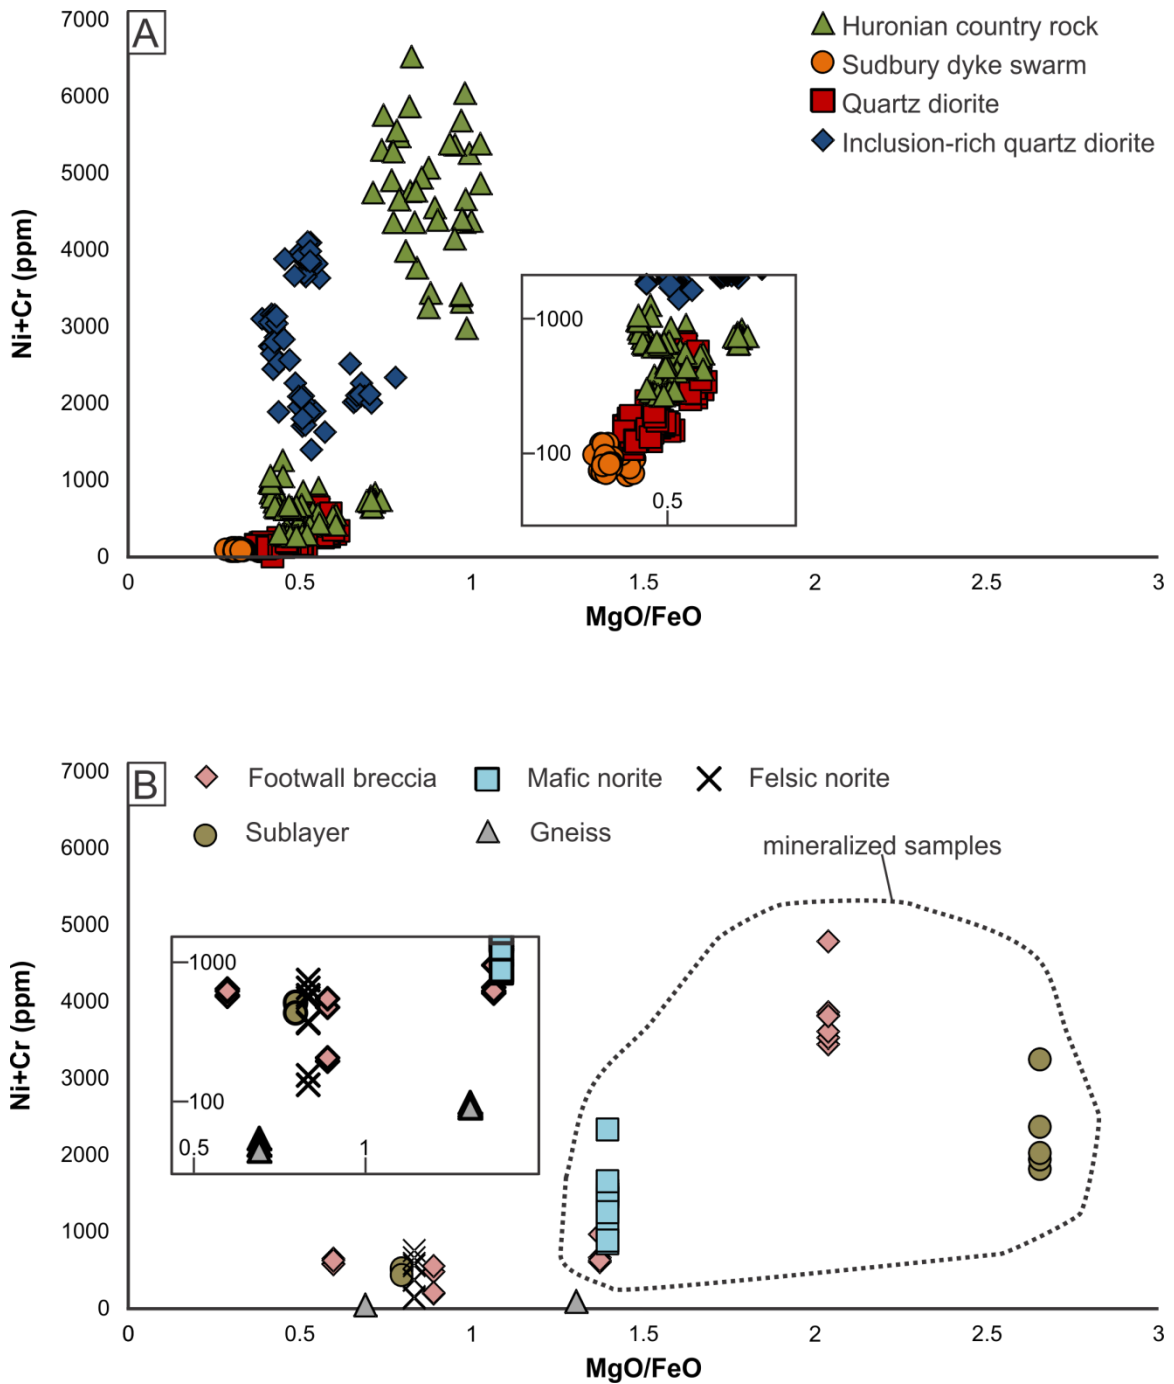 A
7000
6000
5000
4000
3000
2000
1000
0
Ni+Cr (ppm)
Huronian country rock
Sudbury dyke swarm
Quartz diorite
Inclusion-rich quartz diorite
1000
100
0.5
0 0.5 1 1.5 2 2.5 3
MgO/FeO
B
7000
6000
5000
4000
3000
2000
1000
0
Ni+Cr (ppm)
Footwall breccia Mafic norite Felsic norite
Sublayer Gneiss
mineralized samples
1000
100
0.5 1
0 0.5 1 1.5 2 2.5 3
MgO/FeO